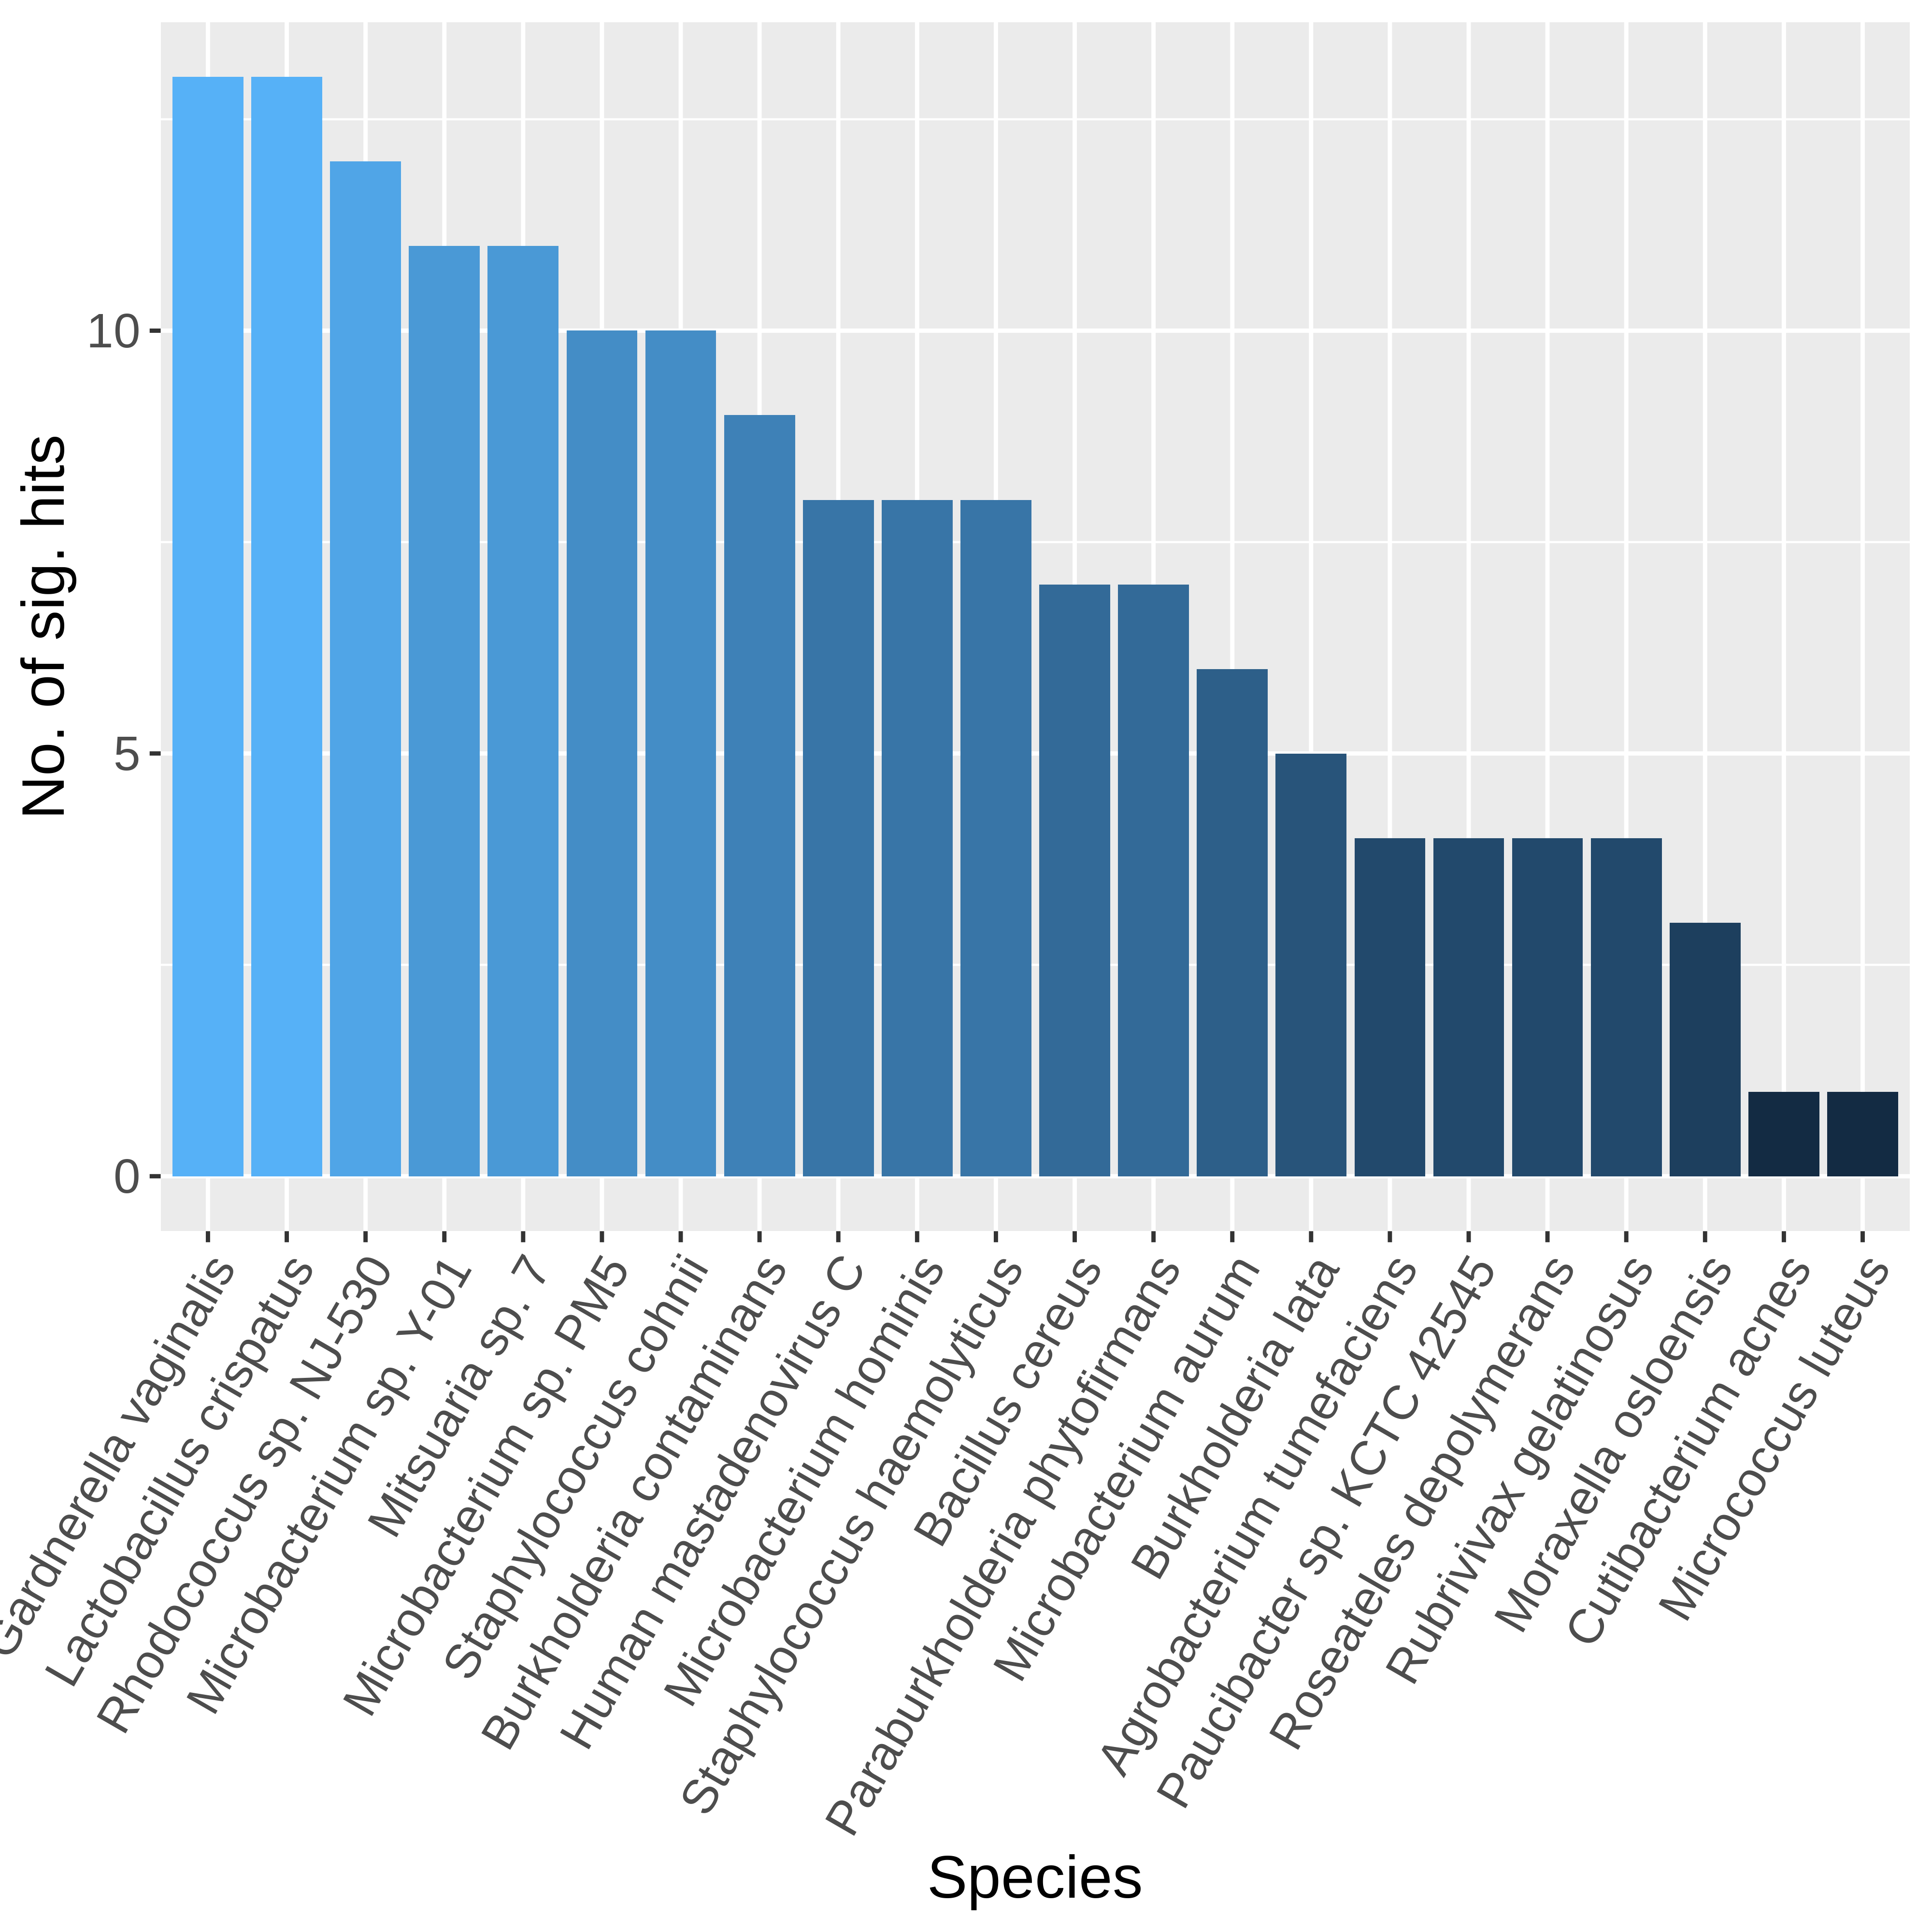 No. of sig. hits
10
5
0
Gardnerella vaginalis
Lactobacillus crispatus
Rhodococcus sp. NJ-530
Microbacterium sp. Y-01
Mitsuaria sp. 7
Microbacterium sp. PM5
Staphylococcus cohnii
Burkholderia contaminans
Human mastadenovirus C
Microbacterium hominis
Staphylococcus haemolyticus
Bacillus cereus
Paraburkholderia phytofirmans
Microbacterium aurum
Burkholderia lata
Agrobacterium tumefaciens
Paucibacter sp. KCTC 42545
Roseateles depolymerans
Rubrivivax gelatinosus
Moraxella osloensis
Cutibacterium acnes
Micrococcus luteus
Species